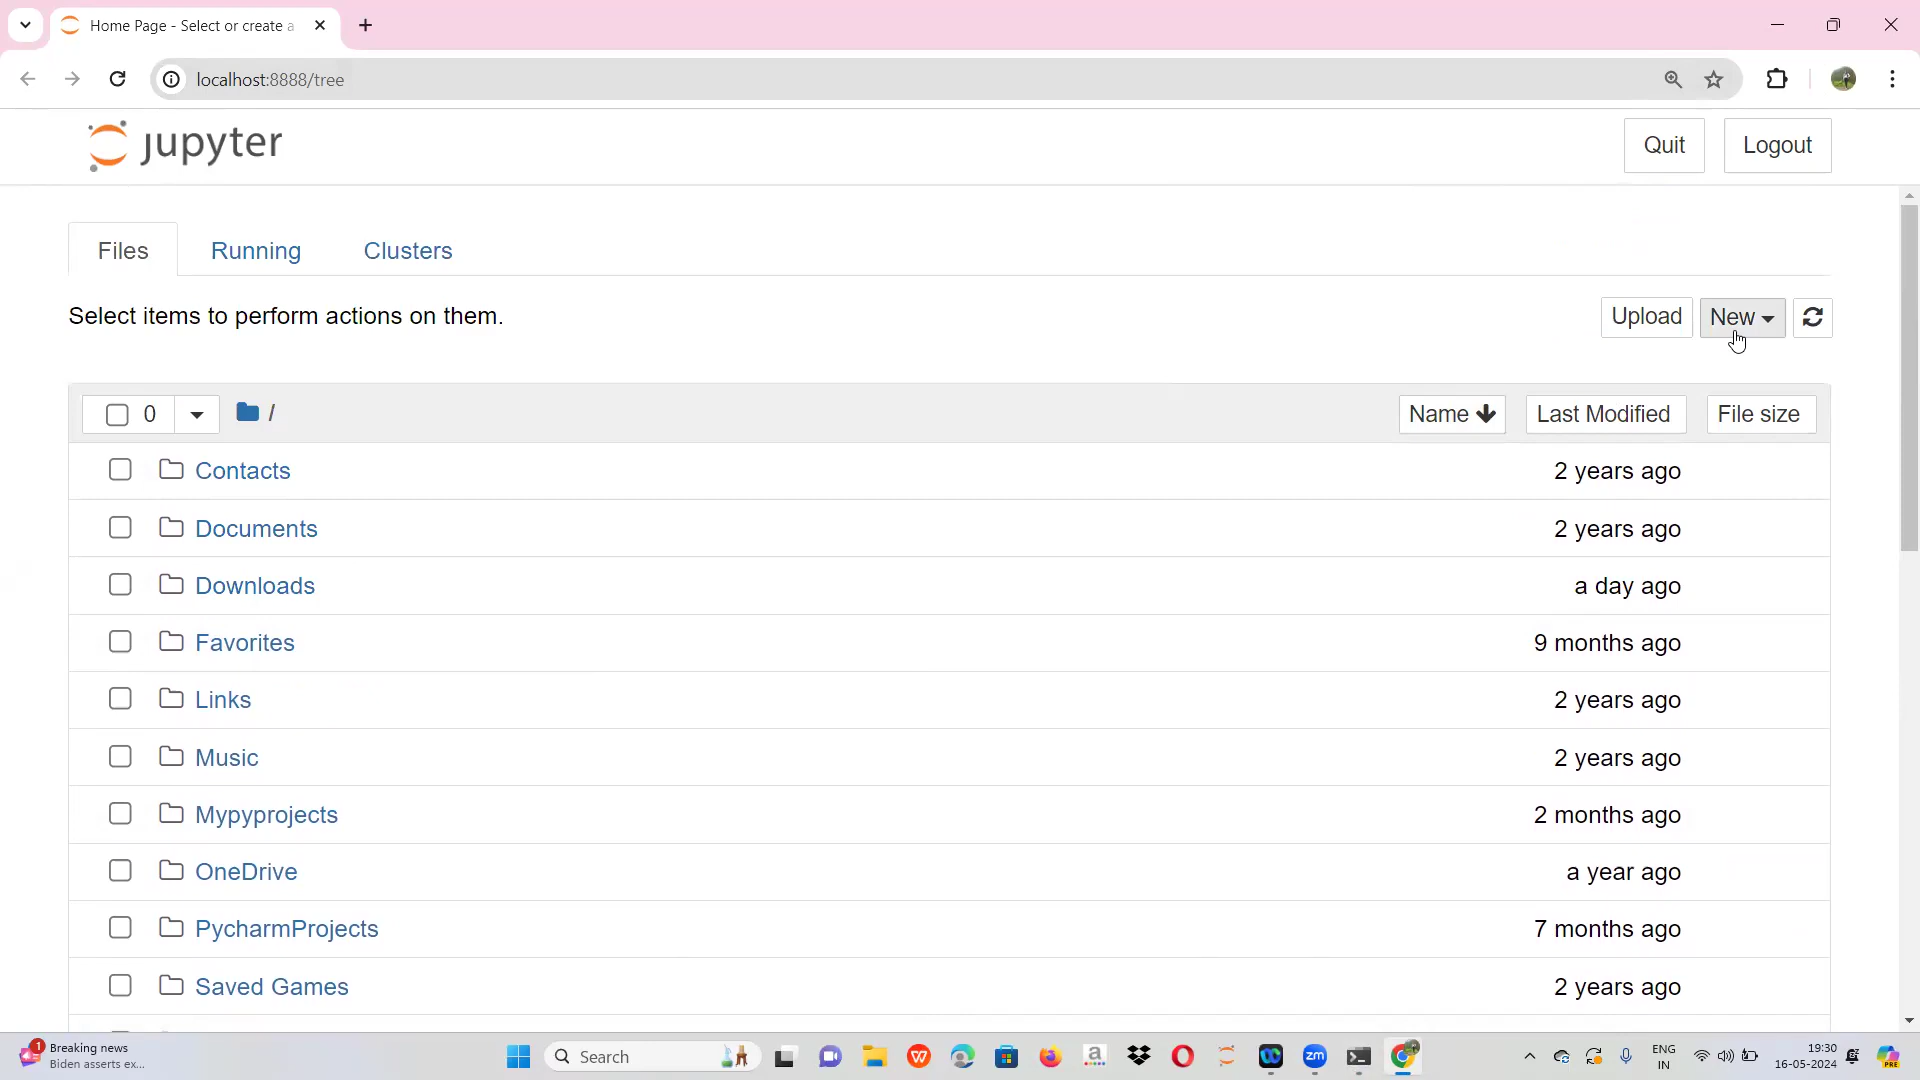 Home Page - Select or create a
localhost:8888/tree
jupyter
Quit
Logout
Files
Running
Clusters
Select items to perform actions on them.
Upload
New
0
/
Name
Last Modified
File size
Contacts
2 years ago
Documents
2 years ago
Downloads
a day ago
Favorites
9 months ago
Links
2 years ago
Music
2 years ago
Mypyprojects
2 months ago
OneDrive
a year ago
PycharmProjects
7 months ago
Saved Games
2 years ago
1
Breaking news
Biden asserts ex...
Search
W
a
zm
ENG
IN
19:30
16-05-2024
PRE